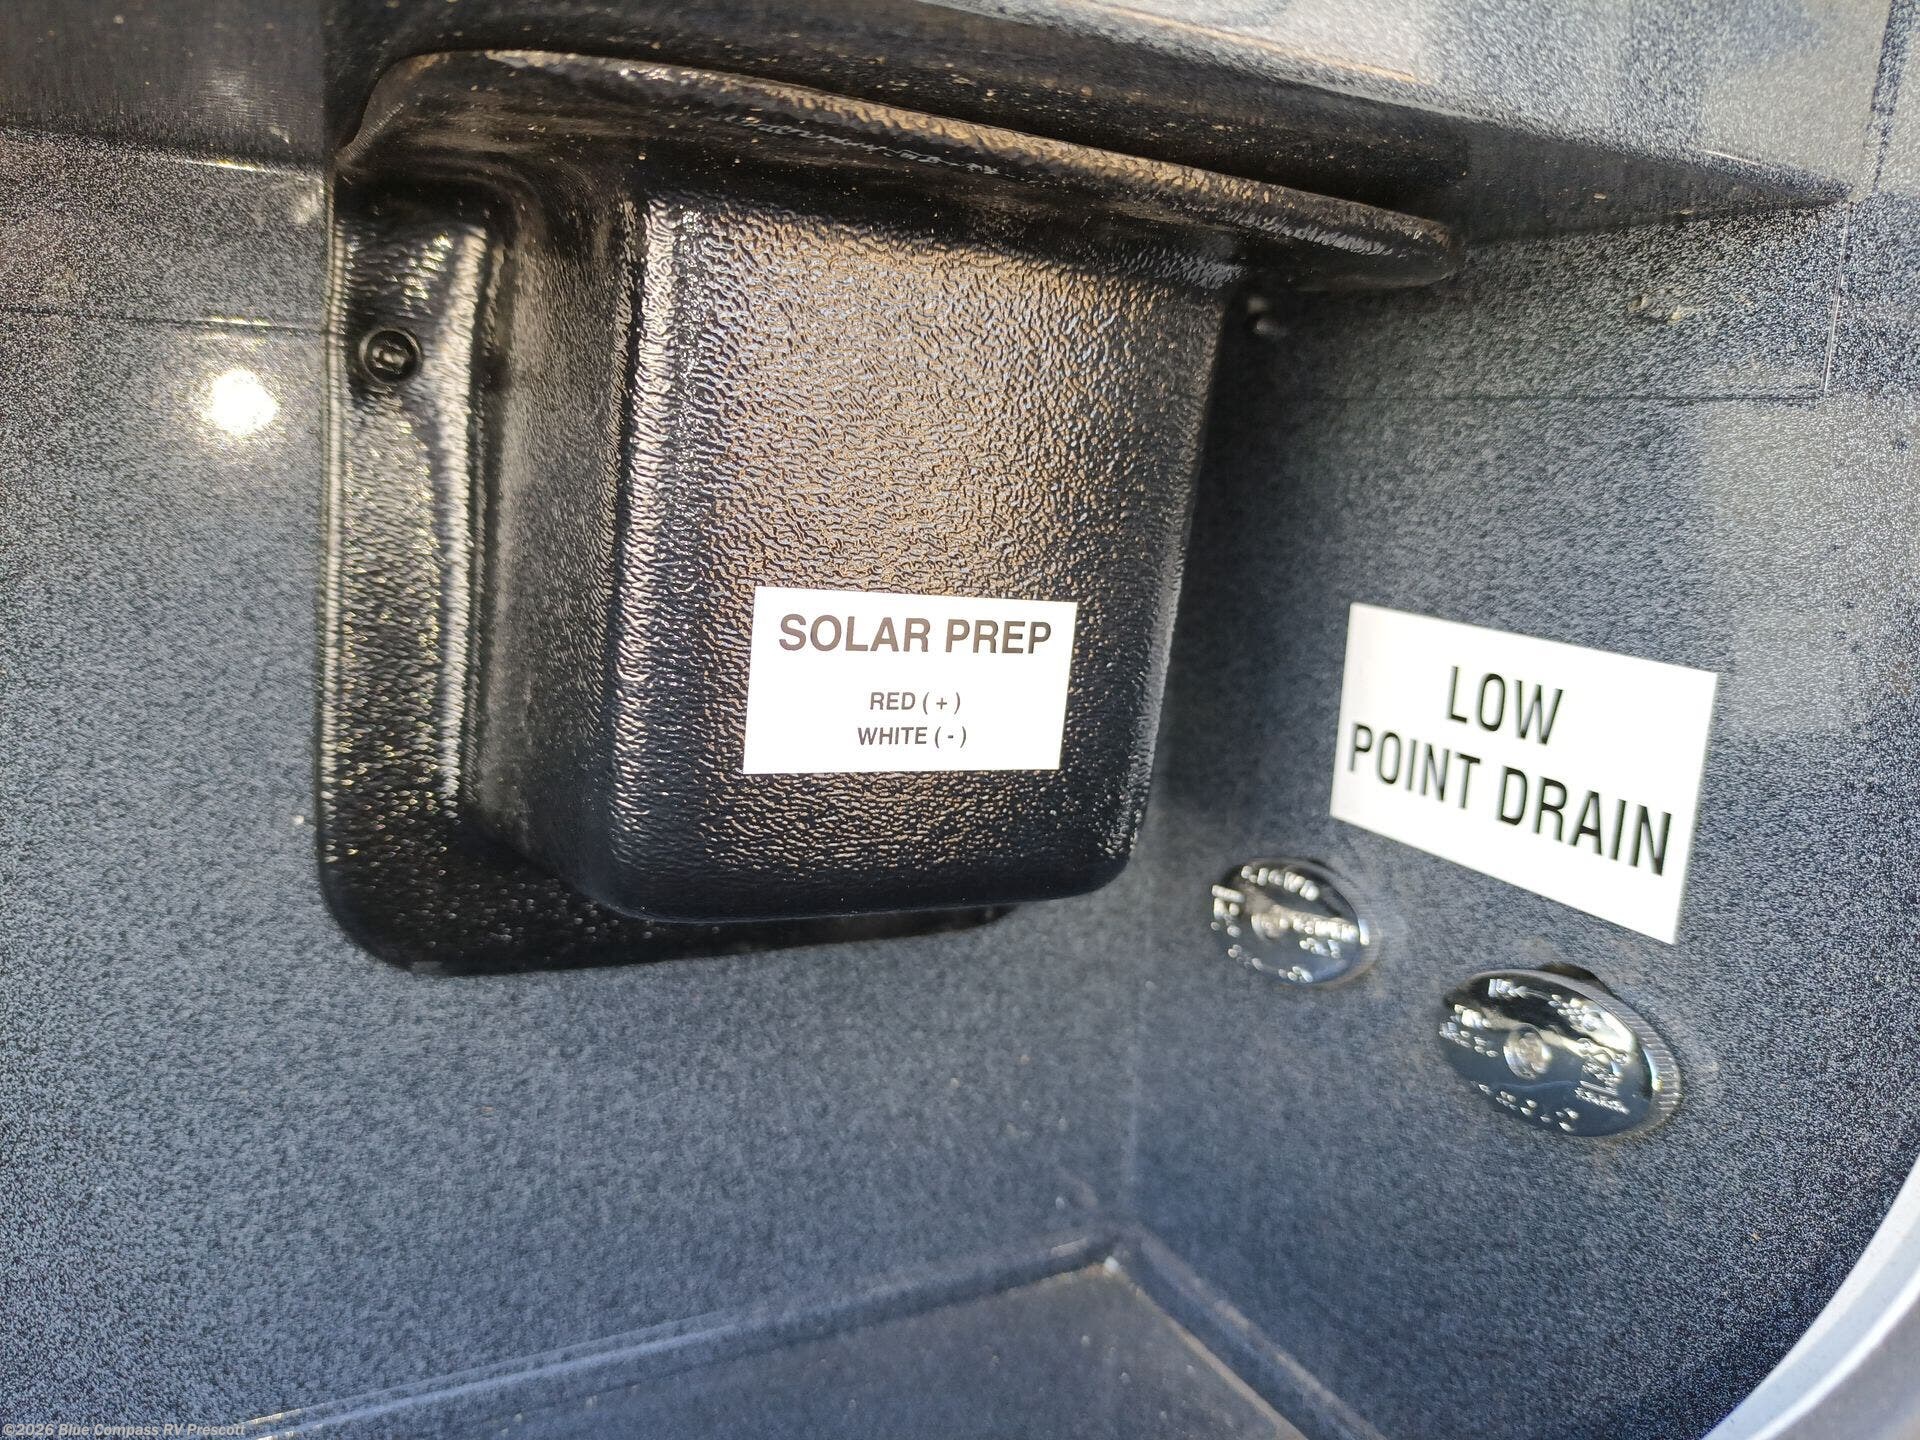 SOLAR PREP
RED ( + )
WHITE ( - )
LOW
POINT DRAIN
©2026 Blue Compass RV Prescott